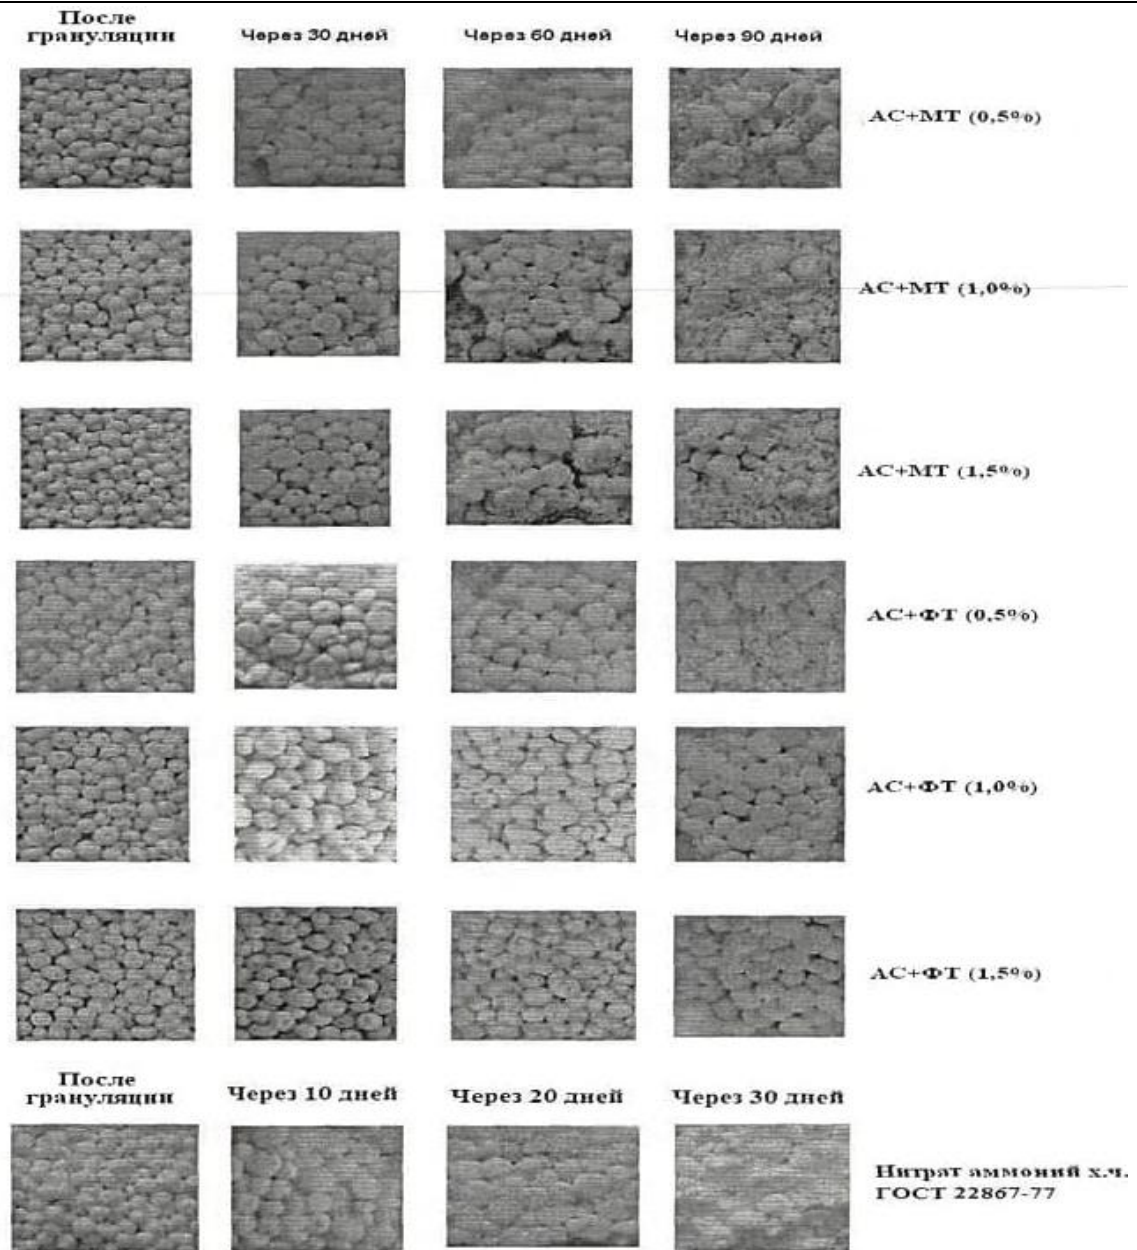 После
грануляции
Через 30 дней
Через 60 дней
Через 90 дней
АС+МТ (0,5%)
АС+МТ (1,0%)
АС+МТ (1,5%)
АС+ФТ (0,5%)
АС+ФТ (1,0%)
АС+ФТ (1,5%)
После
грануляции
Через 10 дней
Через 20 дней
Через 30 дней
Нитрат аммоний х.ч.
ГОСТ 22867-77